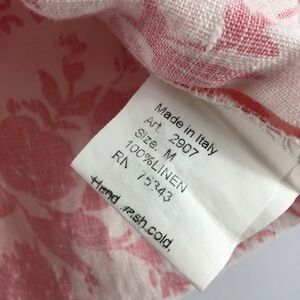 Made in Italy
Art. 2907
Size. M
100%LINEN
RN 75343
Hand wash.cold,